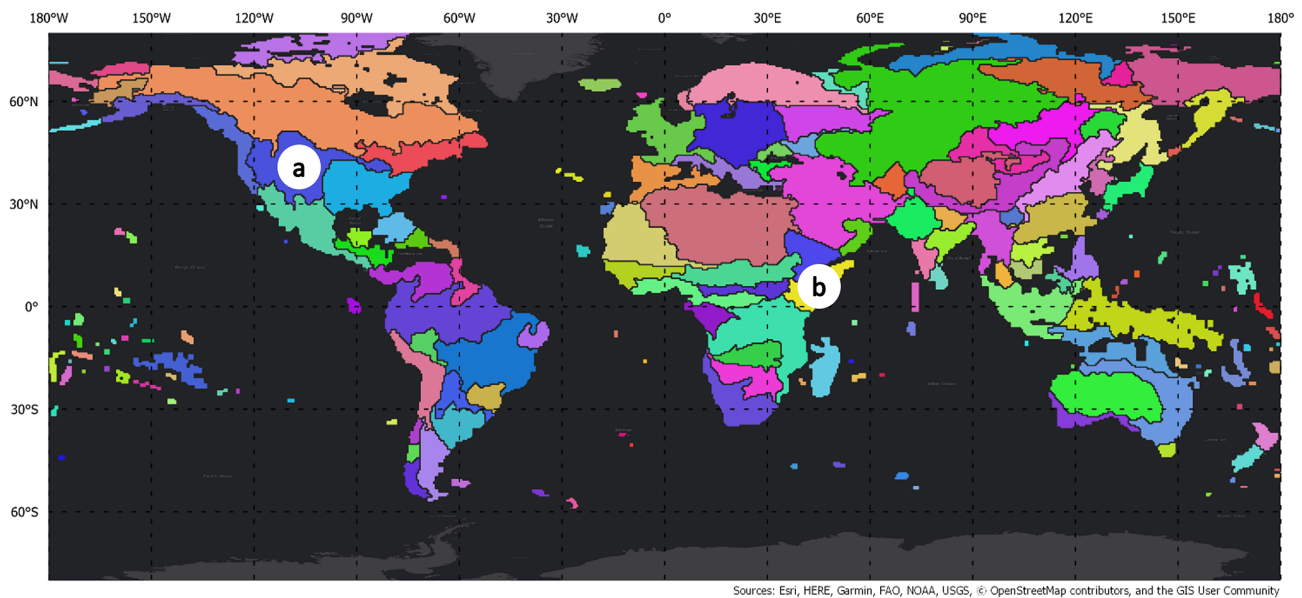 180°W 150°W 120°W 90°W 60°W 30°W 0° 30°E 60°E 90°E 120°E 150°E 180°
60°N
30°N
0°
30°S
60°S
a
b
Sources: Esri, HERE, Garmin, FAO, NOAA, USGS, © OpenStreetMap contributors, and the GIS User Community